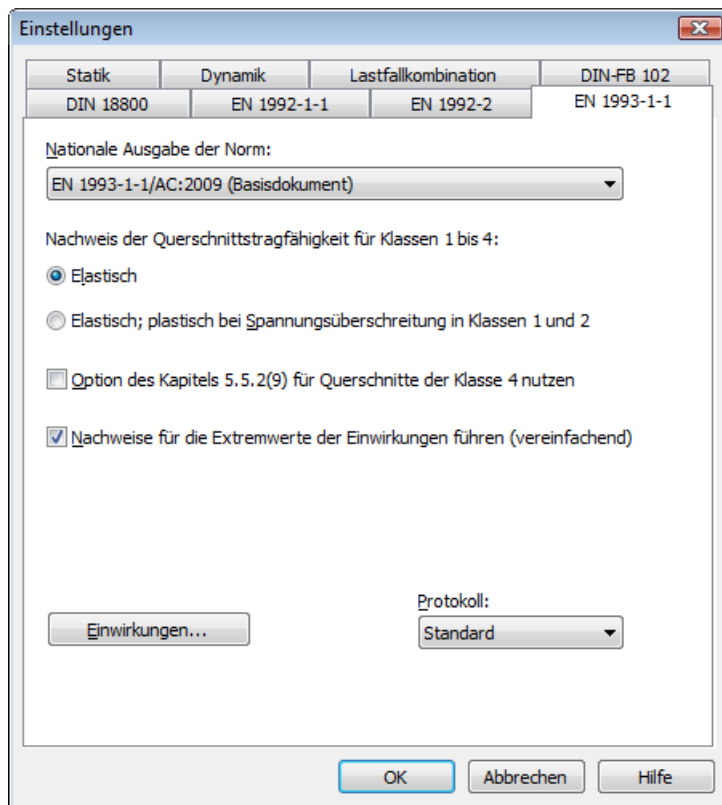 Einstellungen
Statik Dynamik Lastfallkombination DIN-FB 102
DIN 18800 EN 1992-1-1 EN 1992-2 EN 1993-1-1
Nationale Ausgabe der Norm:
EN 1993-1-1/AC:2009 (Basisdokument)
Nachweis der Querschnittstragfähigkeit für Klassen 1 bis 4:
Elastisch
Elastisch; plastisch bei Spannungsüberschreitung in Klassen 1 und 2
Option des Kapitels 5.5.2(9) für Querschnitte der Klasse 4 nutzen
Nachweise für die Extremwerte der Einwirkungen führen (vereinfachend)
Protokoll:
Einwirkungen... Standard
OK Abbrechen Hilfe